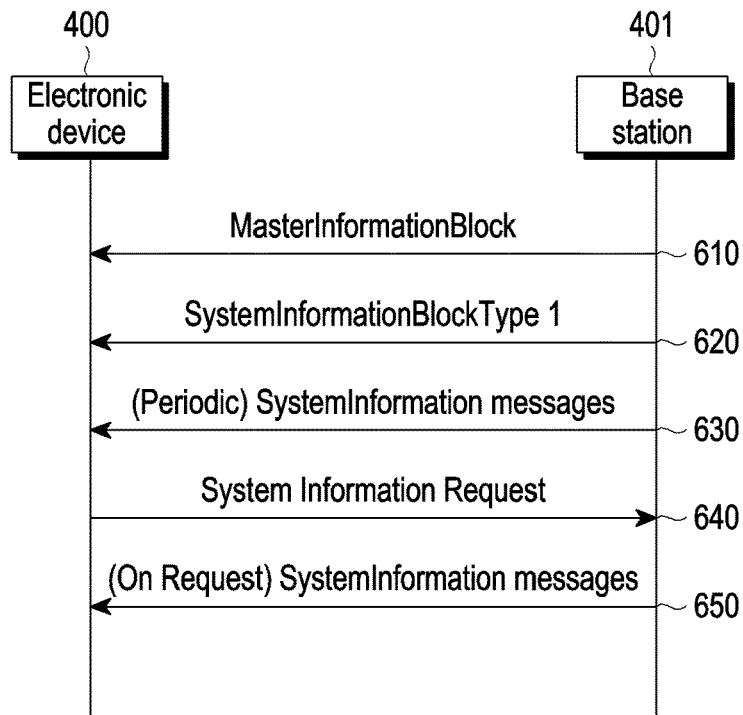 400
401
Electronic
device
Base
station
MasterInformationBlock
610
SystemInformationBlockType 1
620
(Periodic) SystemInformation messages
630
System Information Request
640
(On Request) SystemInformation messages
650